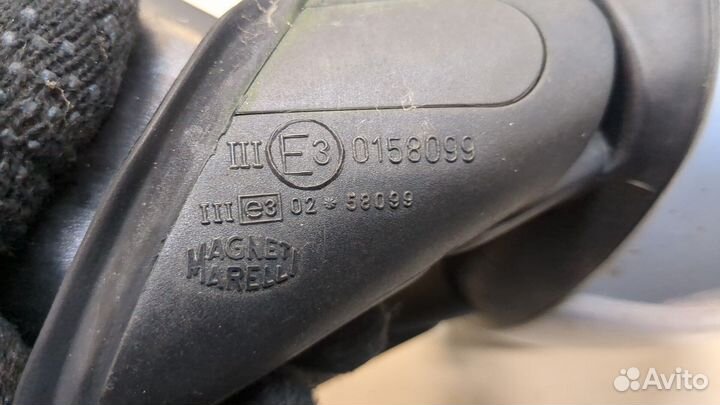 III E3 0158099
III e3 02 * 58099
MAGNETI
MARELLI
Avito